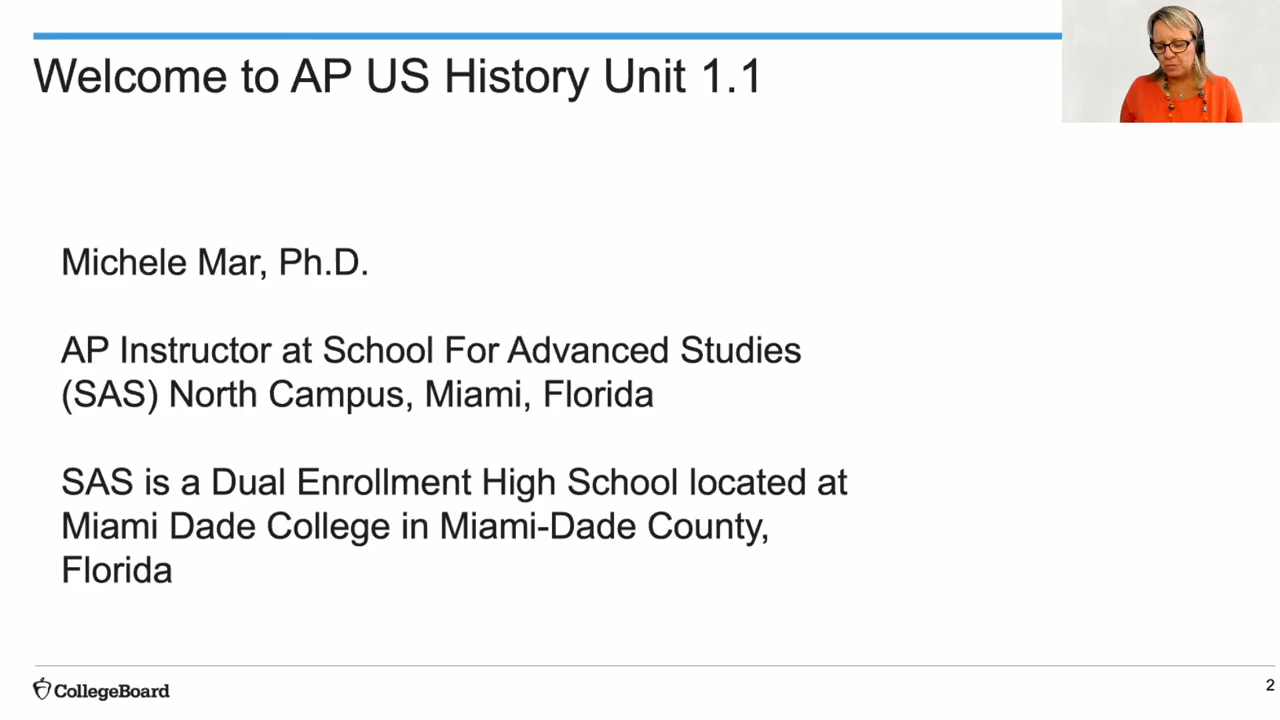 Welcome to AP US History Unit 1.1
Michele Mar, Ph.D.
AP Instructor at School For Advanced Studies
(SAS) North Campus, Miami, Florida
SAS is a Dual Enrollment High School located at
Miami Dade College in Miami-Dade County,
Florida
CollegeBoard
2